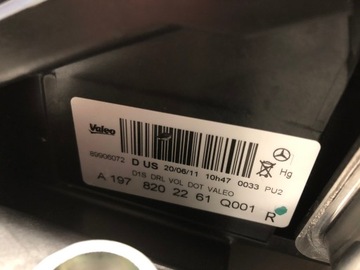 Valeo
89906072 D US 20/06/11 10h47 0033 PU2
Hg
D1S DRL VOL DOT VALEO
A 197 820 22 61 Q001 R